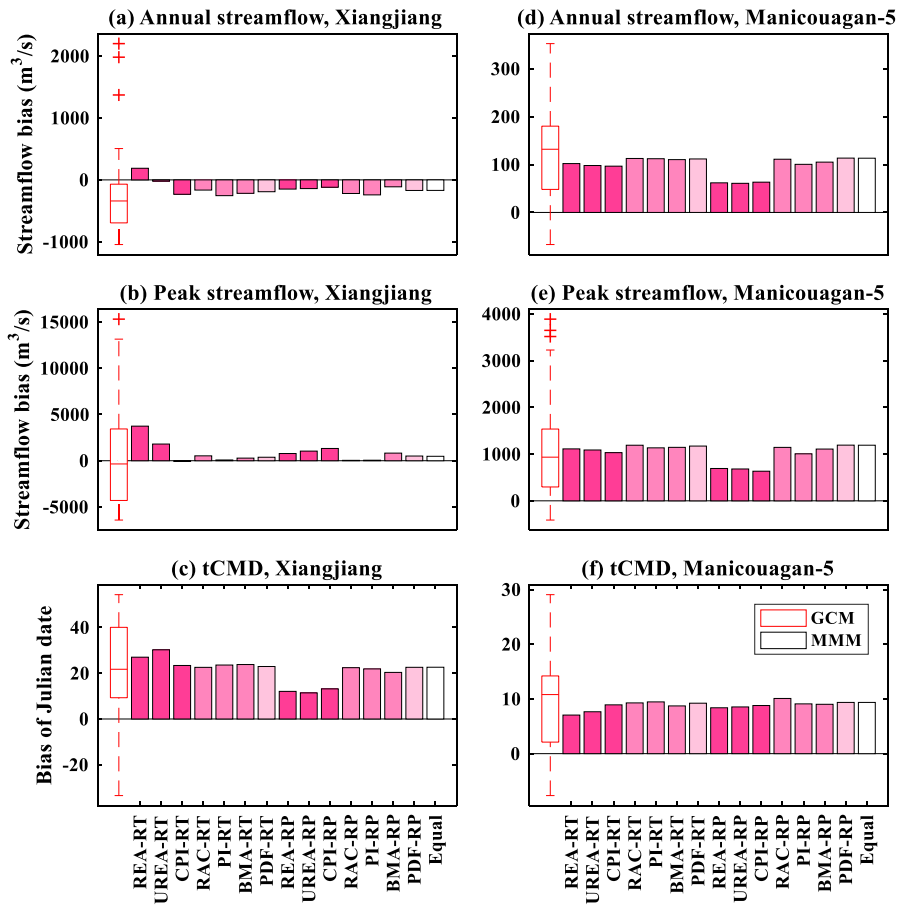 (a) Annual streamflow, Xiangjiang
Streamflow bias (m³/s)
2000
1000
0
-1000
(d) Annual streamflow, Manicouagan-5
300
200
100
0
(b) Peak streamflow, Xiangjiang
Streamflow bias (m³/s)
15000
10000
5000
0
-5000
(e) Peak streamflow, Manicouagan-5
4000
3000
2000
1000
0
(c) tCMD, Xiangjiang
Bias of Julian date
40
20
0
-20
REA-RT
UREA-RT
CPI-RT
RAC-RT
PI-RT
BMA-RT
PDF-RT
REA-RP
UREA-RP
CPI-RP
RAC-RP
PI-RP
BMA-RP
PDF-RP
Equal
(f) tCMD, Manicouagan-5
30
20
10
0
GCM
MMM
REA-RT
UREA-RT
CPI-RT
RAC-RT
PI-RT
BMA-RT
PDF-RT
REA-RP
UREA-RP
CPI-RP
RAC-RP
PI-RP
BMA-RP
PDF-RP
Equal